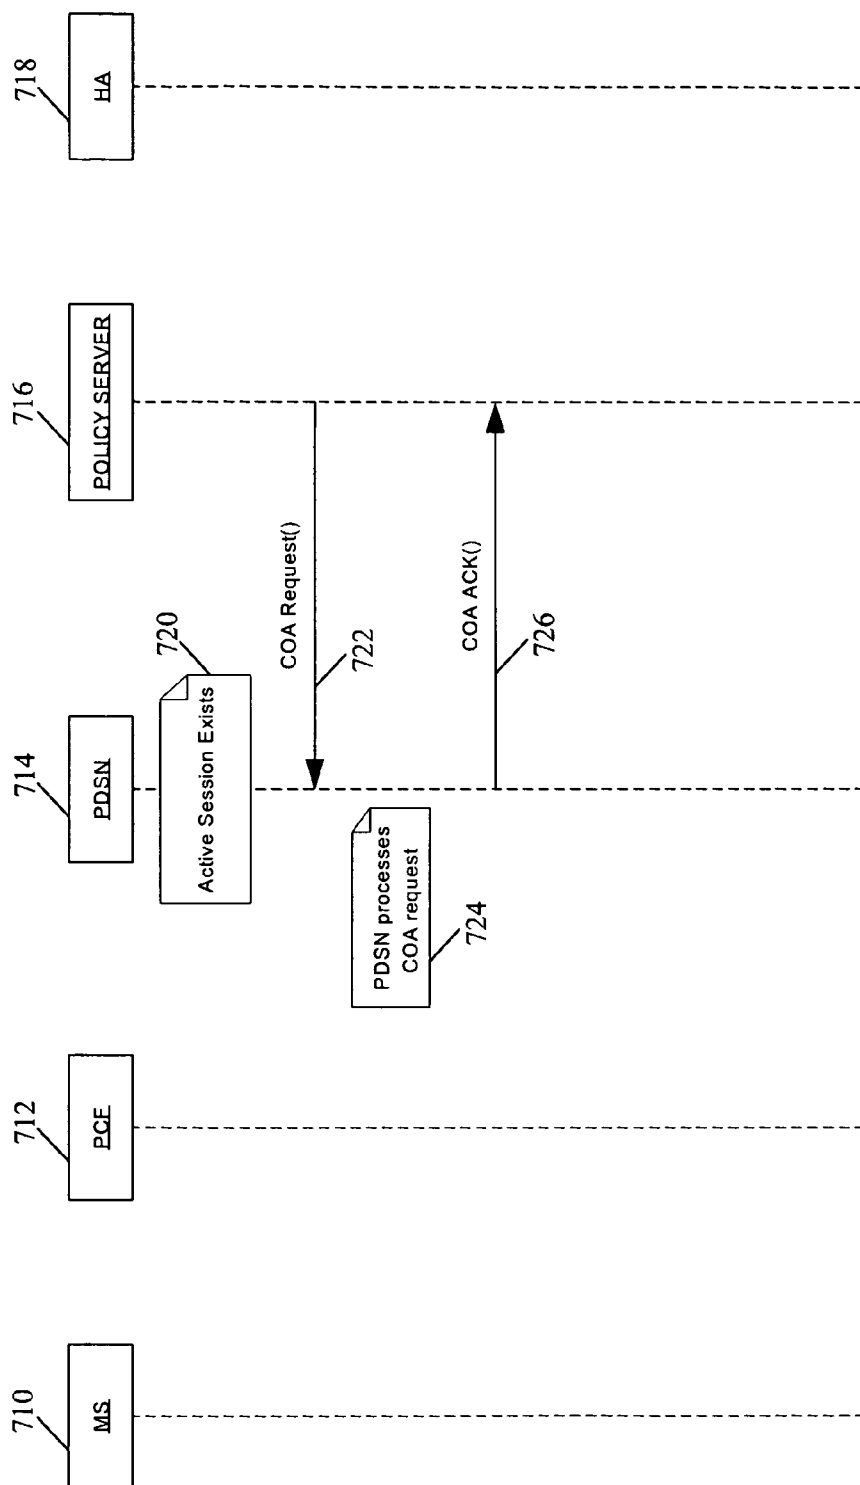 710
MS
712
PCF
714
PDSN
716
POLICY SERVER
718
HA
720
Active Session Exists
COA Request()
722
PDSN processes
COA request
724
COA ACK()
726